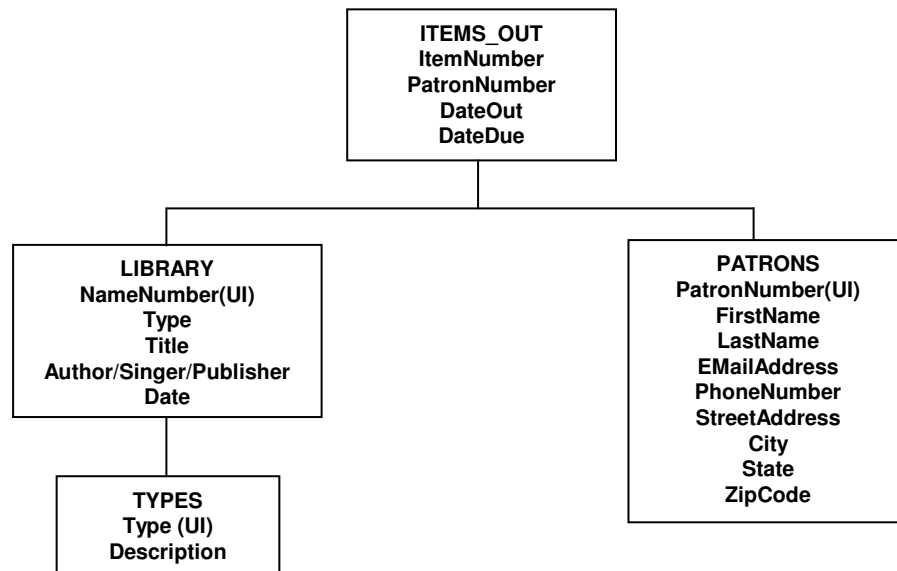 ITEMS_OUT
ItemNumber
PatronNumber
DateOut
DateDue
LIBRARY
NameNumber(UI)
Type
Title
Author/Singer/Publisher
Date
PATRONS
PatronNumber(UI)
FirstName
LastName
EMailAddress
PhoneNumber
StreetAddress
City
State
ZipCode
TYPES
Type (UI)
Description